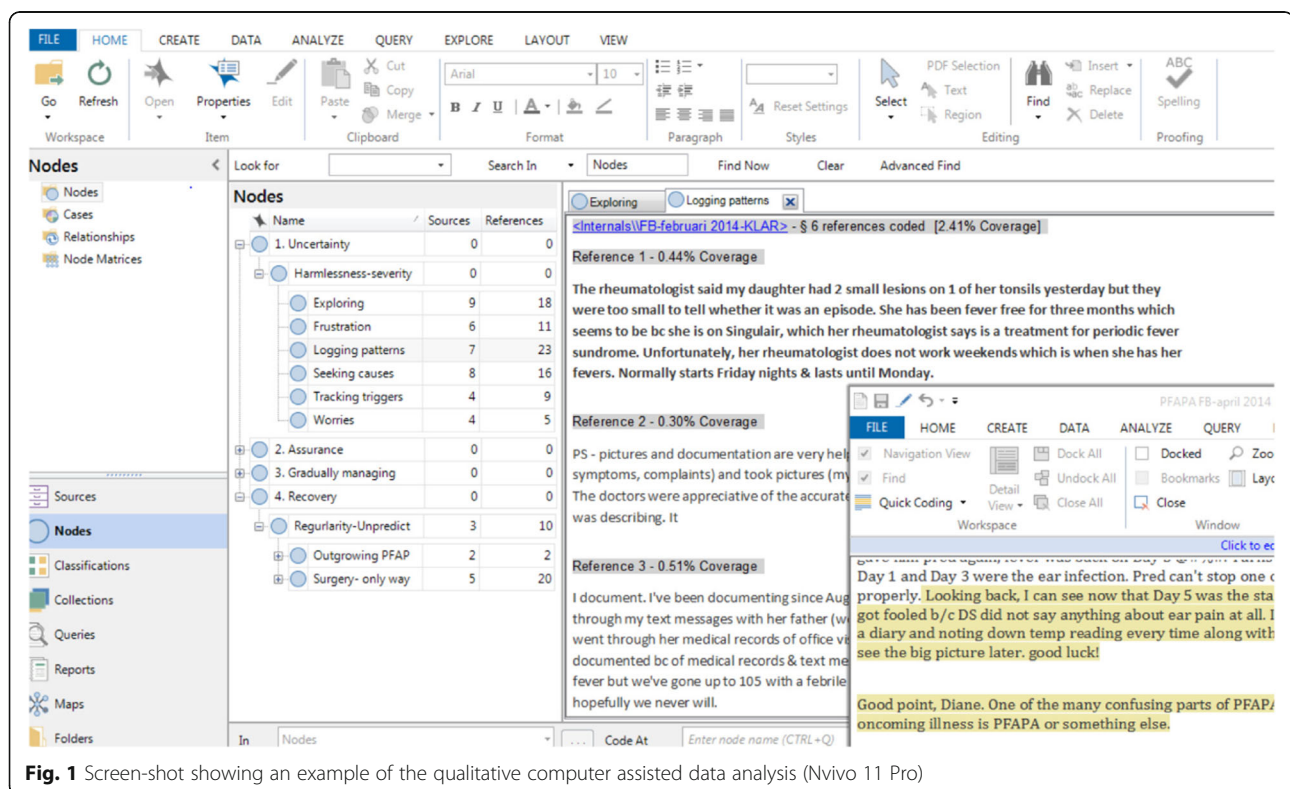 FILE HOME CREATE DATA ANALYZE QUERY EXPLORE LAYOUT VIEW
Go Refresh Open Properties Edit Paste Cut Copy Merge Arial 10 Reset Settings Select PDF Selection Text Region Find Insert Replace Delete ABC Spelling
B I U A
Workspace Item Clipboard Format Paragraph Styles Editing Proofing
Nodes
Nodes
Cases
Relationships
Node Matrices
Sources
Nodes
Classifications
Collections
Queries
Reports
Maps
Folders
Look for Search In Nodes Find Now Clear Advanced Find
Nodes
Name Sources References
1. Uncertainty 0 0
Harmlessness-severity 0 0
Exploring 9 18
Frustration 6 11
Logging patterns 7 23
Seeking causes 8 16
Tracking triggers 4 9
Worries 4 5
2. Assurance 0 0
3. Gradually managing 0 0
4. Recovery 0 0
Regurlarity-Unpredict 3 10
Outgrowing PFAP 2 2
Surgery- only way 5 20
Exploring Logging patterns
<Internals\\FB-februari 2014-KLAR> - § 6 references coded [2.41% Coverage]
Reference 1 - 0.44% Coverage
The rheumatologist said my daughter had 2 small lesions on 1 of her tonsils yesterday but they
were too small to tell whether it was an episode. She has been fever free for three months which
seems to be bc she is on Singulair, which her rheumatologist says is a treatment for periodic fever
sundrome. Unfortunately, her rheumatologist does not work weekends which is when she has her
fevers. Normally starts Friday nights & lasts until Monday.
Reference 2 - 0.30% Coverage
PS - pictures and documentation are very hel
symptoms, complaints) and took pictures (my
The doctors were appreciative of the accurate
was describing. It
Reference 3 - 0.51% Coverage
I document. I've been documenting since Aug
through my text messages with her father (w
went through her medical records of office vi
documented bc of medical records & text me
fever but we've gone up to 105 with a febrile
hopefully we never will.
PFAPA FB-april 2014
FILE HOME CREATE DATA ANALYZE QUERY
Navigation View Dock All Docked Zoo
Find Undock All Bookmarks Layo
Quick Coding Detail View Close All Close
Workspace Window
Click to ec
Day 1 and Day 3 were the ear infection. Pred can't stop one
properly. Looking back, I can see now that Day 5 was the sta
got fooled b/c DS did not say anything about ear pain at all. I
a diary and noting down temp reading every time along with
see the big picture later. good luck!
Good point, Diane. One of the many confusing parts of PFAPA
oncoming illness is PFAPA or something else.
In Nodes ... Code At Enter node name (CTRL+Q)
Fig. 1 Screen-shot showing an example of the qualitative computer assisted data analysis (Nvivo 11 Pro)